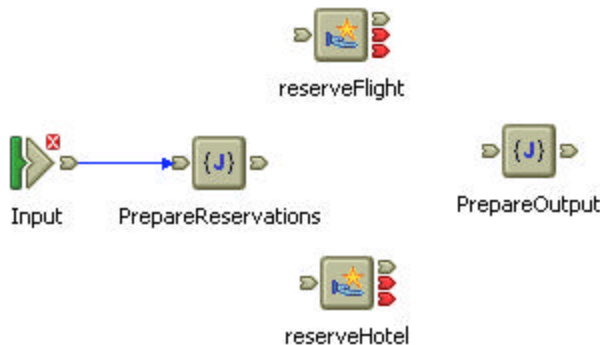 reserveFlight
{J}
{J}
Input
PrepareReservations
PrepareOutput
reserveHotel